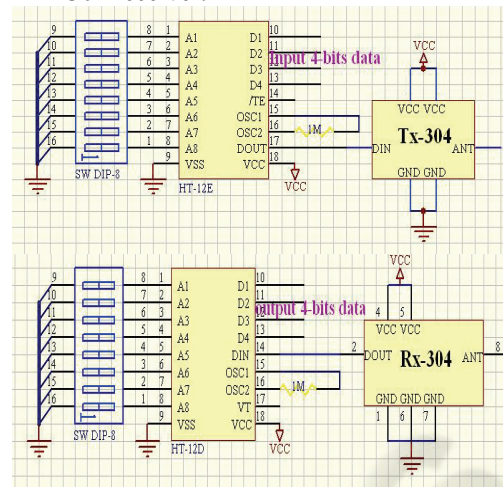 VCC
9 8 1 A1 D1 10
10 7 2 A2 D2 11
Input 4-bits data
11 6 3 A3 D3 12
12 5 4 A4 D4 13
13 4 5 A5 /TE 14
14 3 6 A6 OSC1 15
15 2 7 A7 OSC2 16 1M
16 1 8 A8 DOUT 17
9 VSS VCC 18
1
SW DIP-8
HT-12E
VCC
VCC VCC
Tx-304
DIN ANT
GND GND
VCC
9 8 1 A1 D1 10
10 7 2 A2 D2 11
output 4-bits data
11 6 3 A3 D3 12
12 5 4 A4 D4 13
13 4 5 A5 DIN 14
14 3 6 A6 OSC1 15
15 2 7 A7 OSC2 16 1M
16 1 8 A8 VT 17
9 VSS VCC 18
1
SW DIP-8
HT-12D
VCC
4 5
VCC VCC
2 DOUT Rx-304 ANT 8
GND GND GND
1 6 7